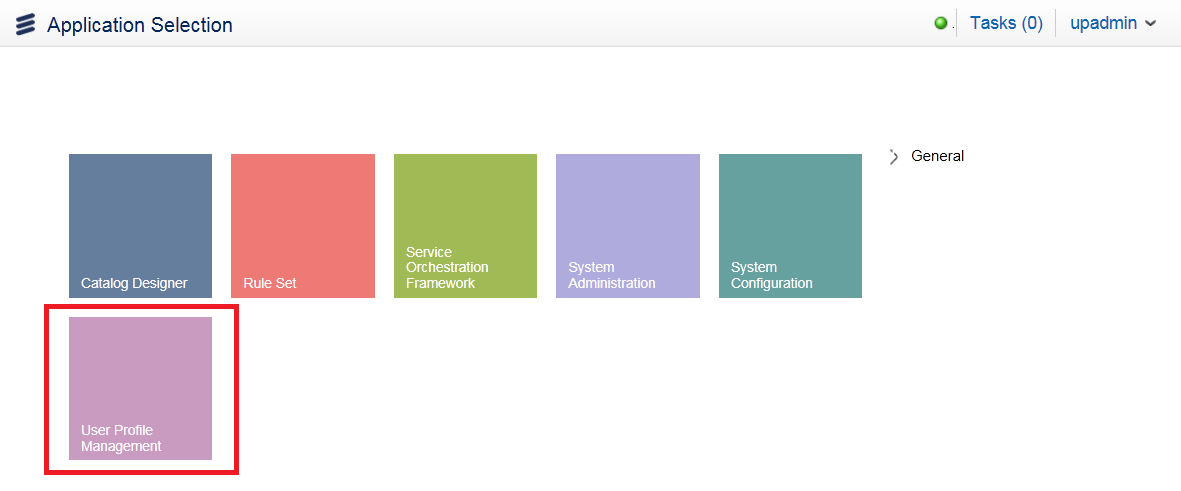 Application Selection
. Tasks (0) upadmin
General
Catalog Designer
Rule Set
Service
Orchestration
Framework
System
Administration
System
Configuration
User Profile
Management